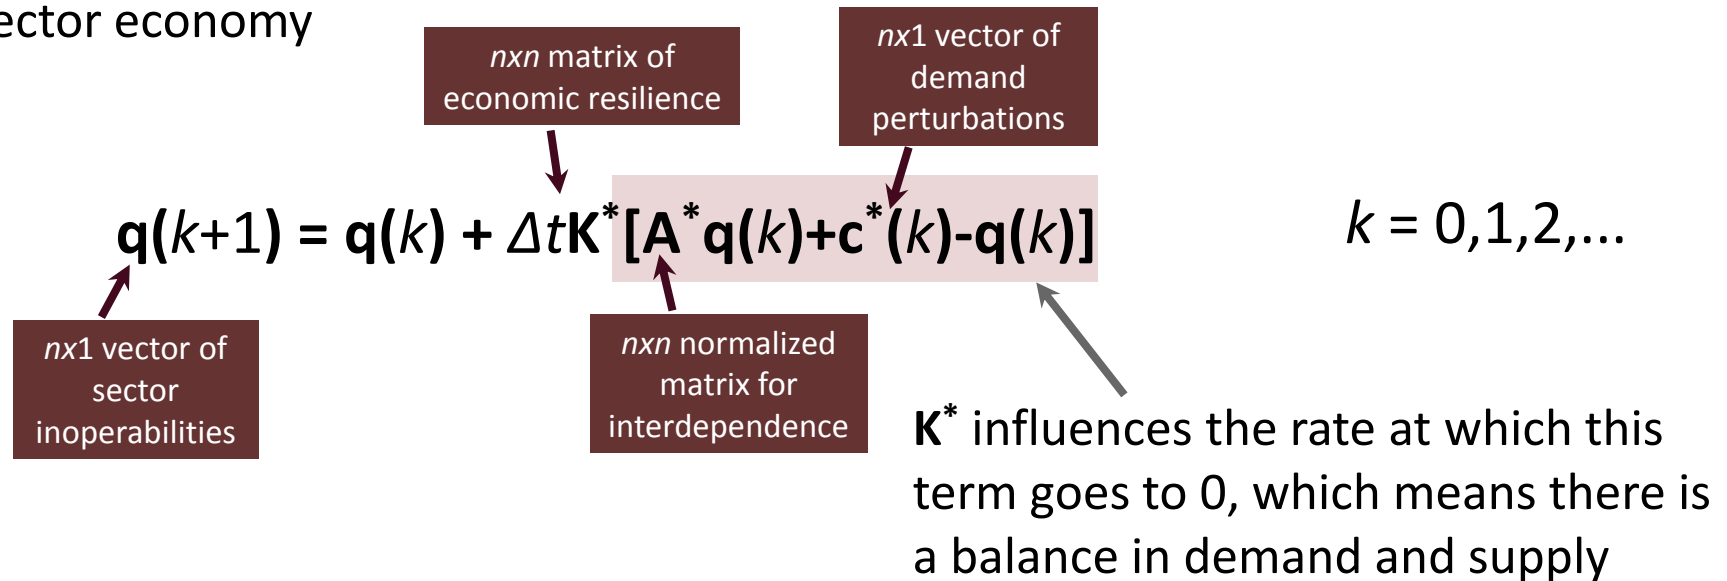 ector economy
nxn matrix of
economic resilience
nx1 vector of
demand
perturbations
q(k+1) = q(k) + ΔtK*[A*q(k)+c*(k)-q(k)]
k = 0,1,2,...
nx1 vector of
sector
inoperabilities
nxn normalized
matrix for
interdependence
K* influences the rate at which this
term goes to 0, which means there is
a balance in demand and supply